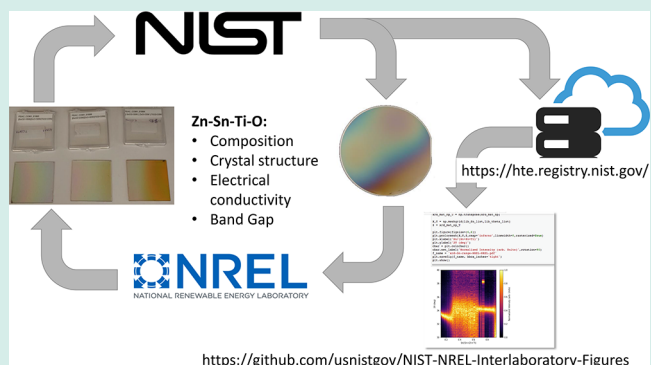 NIST
Zn-Sn-Ti-O:
• Composition
• Crystal structure
• Electrical
conductivity
• Band Gap
https://hte.registry.nist.gov/
NREL
NATIONAL RENEWABLE ENERGY LABORATORY
https://github.com/usnistgov/NIST-NREL-Interlaboratory-Figures